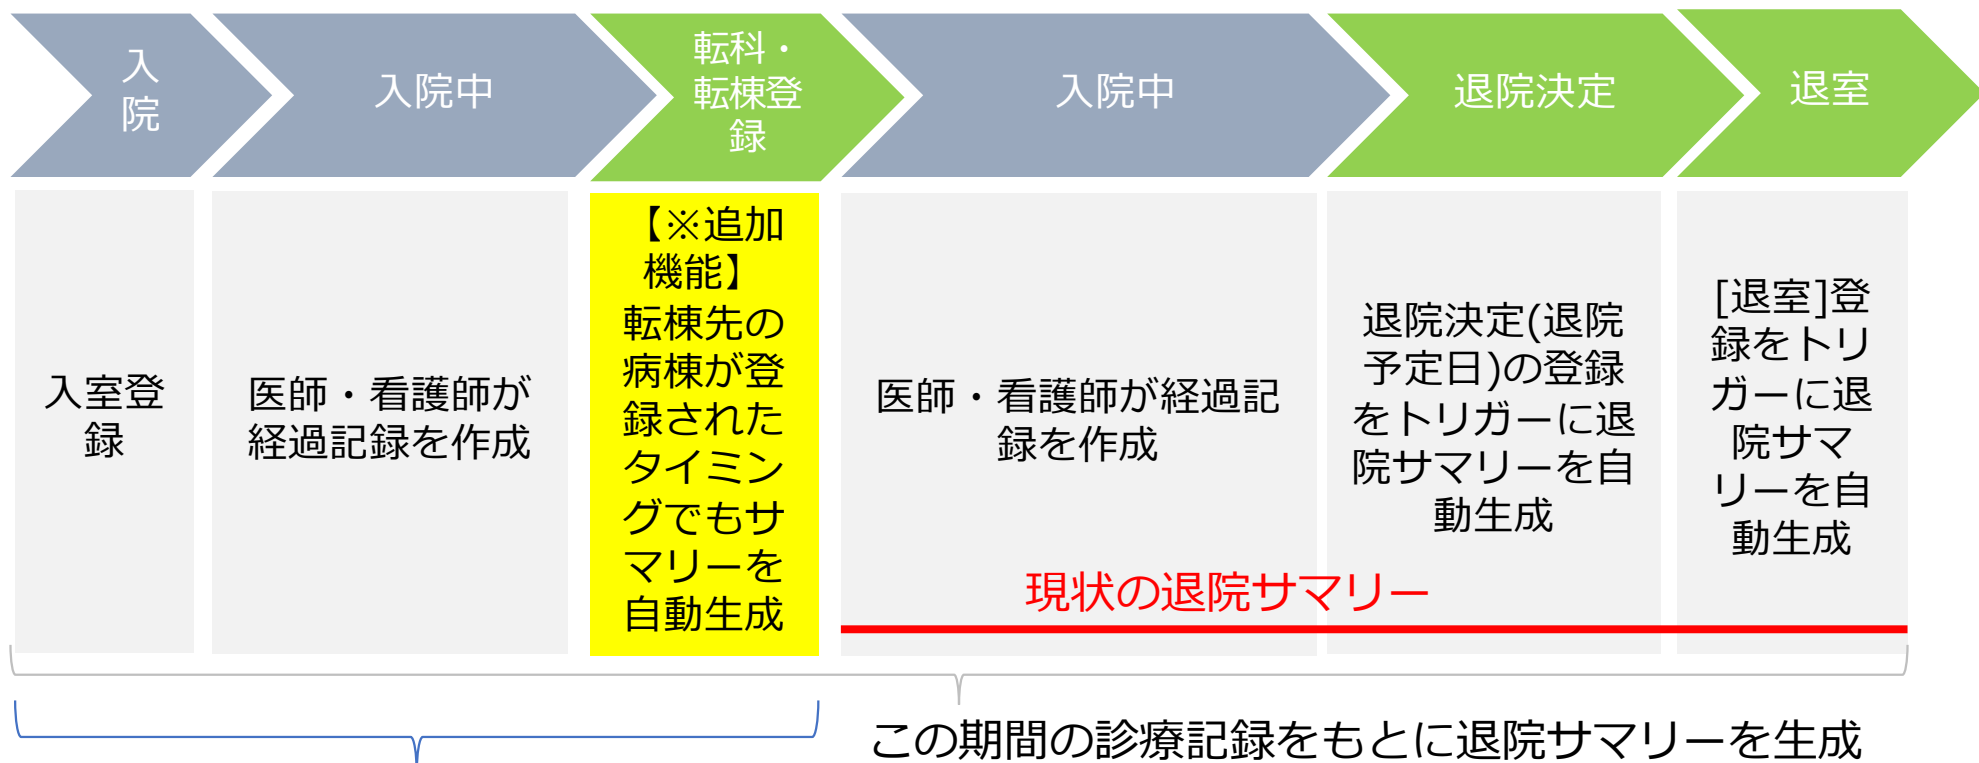 入
院
入院中
転科・
転棟登
録
入院中
退院決定
退室
入室登
録
医師・看護師が
経過記録を作成
【※追加
機能】
転棟先の
病棟が登
録された
タイミン
グでもサ
マリーを
自動生成
医師・看護師が経過記
録を作成
退院決定(退院
予定日)の登録
をトリガーに退
院サマリーを自
動生成
[退室]登
録をトリ
ガーに退
院サマ
リーを自
動生成
現状の退院サマリー
この期間の診療記録をもとに退院サマリーを生成